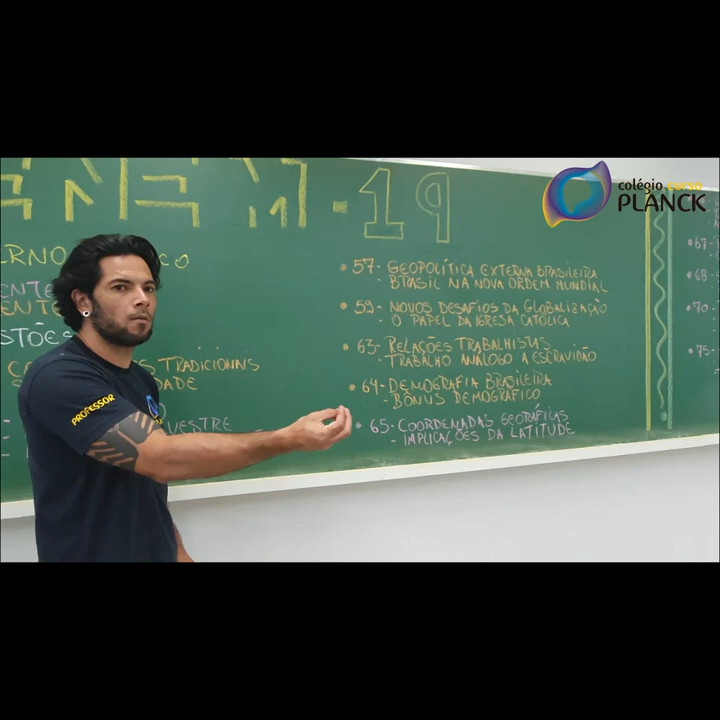 ENEM-19
colégio curso
PLANCK
PROFESSOR
TRADICIONAIS
DADE
VESTRE
• 57- GEOPOLÍTICA EXTERNA BRASILEIRA
- BRASIL NA NOVA ORDEM MUNDIAL
• 59- NOVOS DESAFIOS DA GLOBALIZAÇÃO
- O PAPEL DA IGREJA CATÓLICA
• 63- RELAÇÕES TRABALHISTAS
- TRABALHO ANÁLOGO A ESCRAVIDÃO
• 64- DEMOGRAFIA BRASILEIRA
- BÔNUS DEMOGRÁFICO
• 65- COORDENADAS GEOGRÁFICAS
- IMPLICAÇÕES DA LATITUDE
• 67-
• 68-
• 70-
• 75-